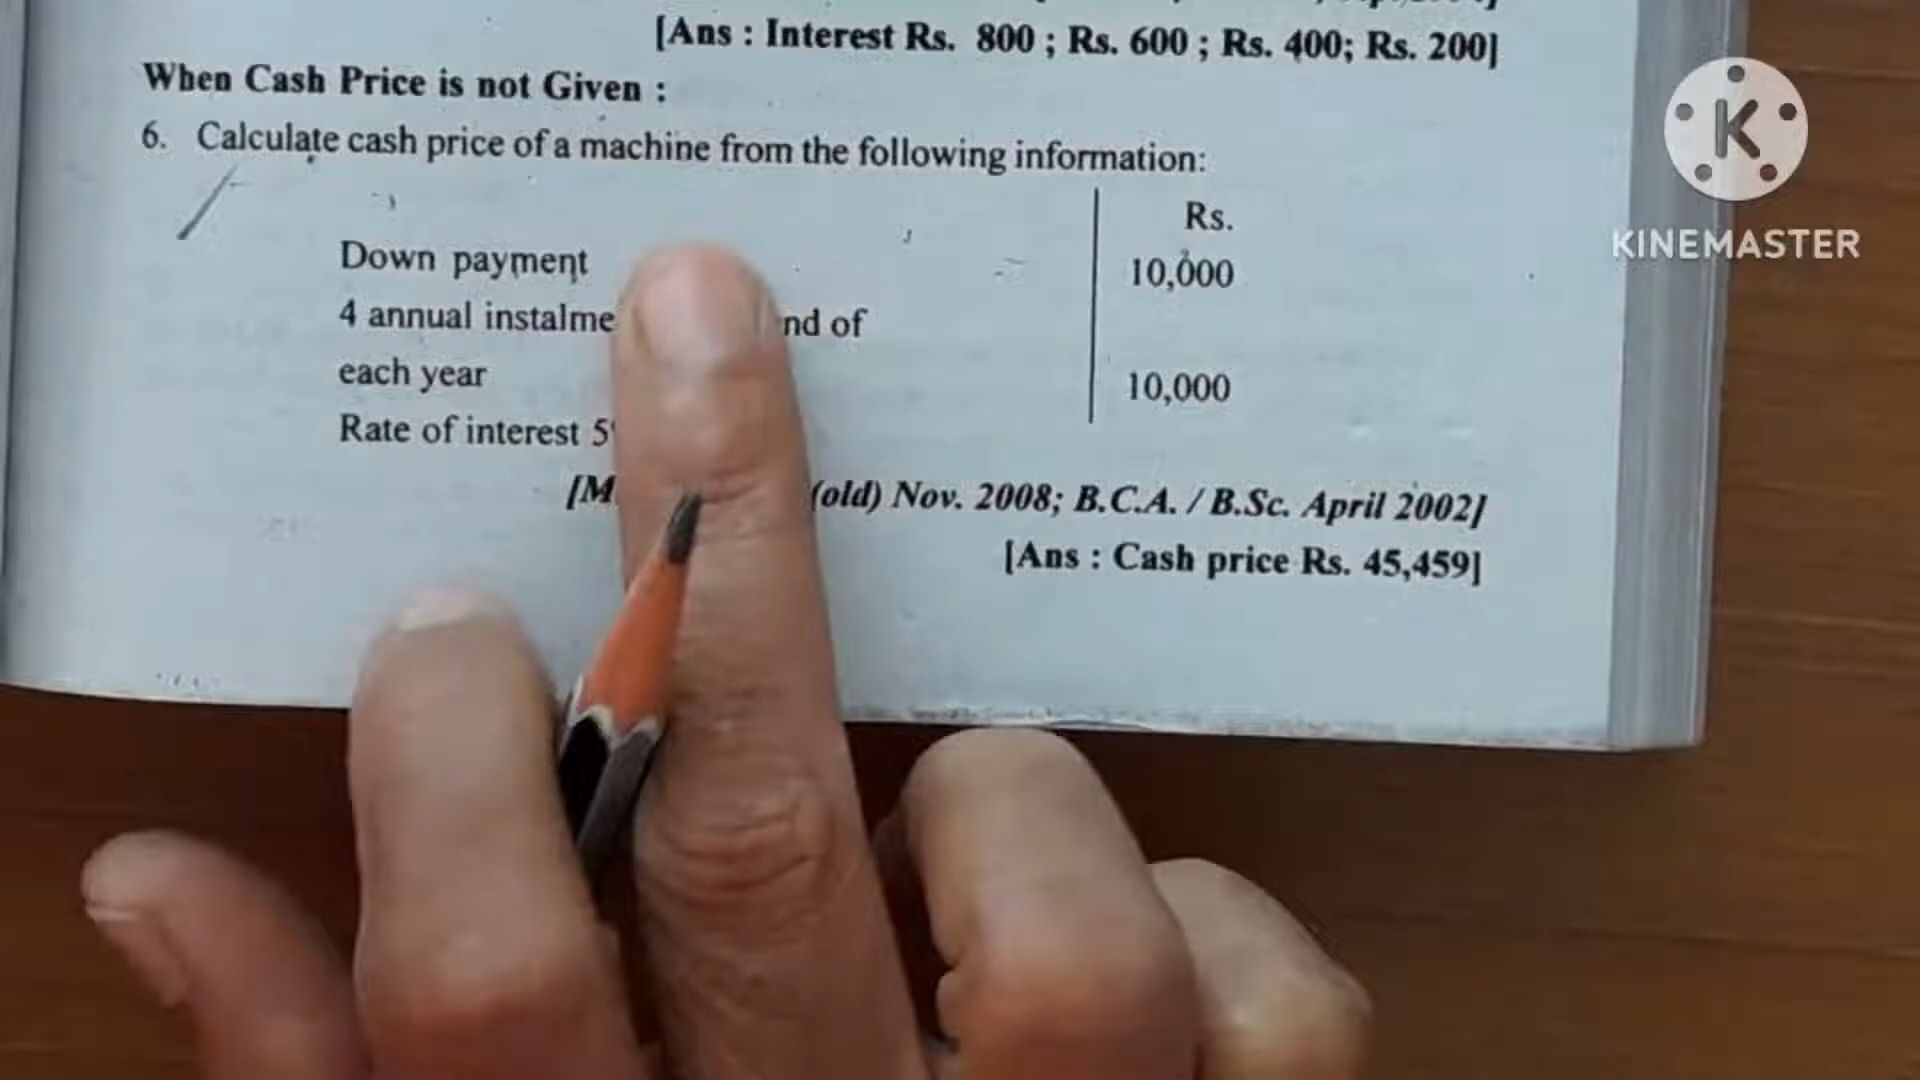 [Ans : Interest Rs. 800 ; Rs. 600 ; Rs. 400; Rs. 200]
When Cash Price is not Given :
6. Calculate cash price of a machine from the following information:
Rs.
Down payment 10,000
4 annual instalme nd of
each year 10,000
Rate of interest 5
[M. (old) Nov. 2008; B.C.A. / B.Sc. April 2002]
[Ans : Cash price Rs. 45,459]
K
KINEMASTER